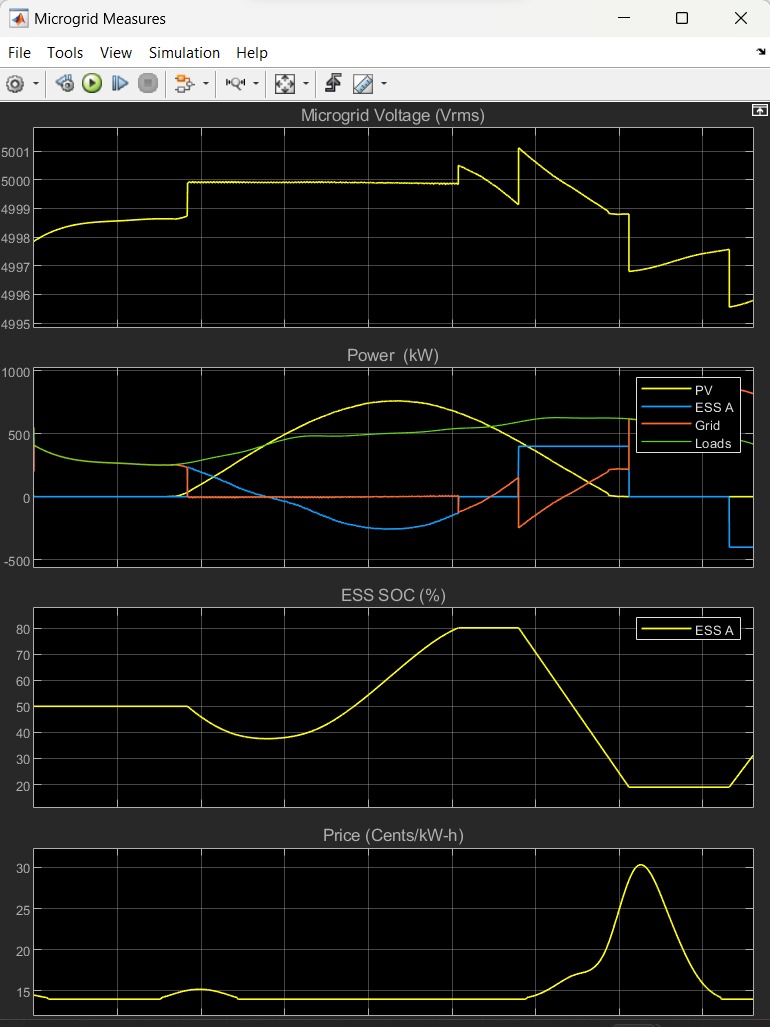 Microgrid Measures
File Tools View Simulation Help
Microgrid Voltage (Vrms)
5001
5000
4999
4998
4997
4996
4995
Power (kW)
1000
500
0
-500
PV
ESS A
Grid
Loads
ESS SOC (%)
80
70
60
50
40
30
20
ESS A
Price (Cents/kW-h)
30
25
20
15